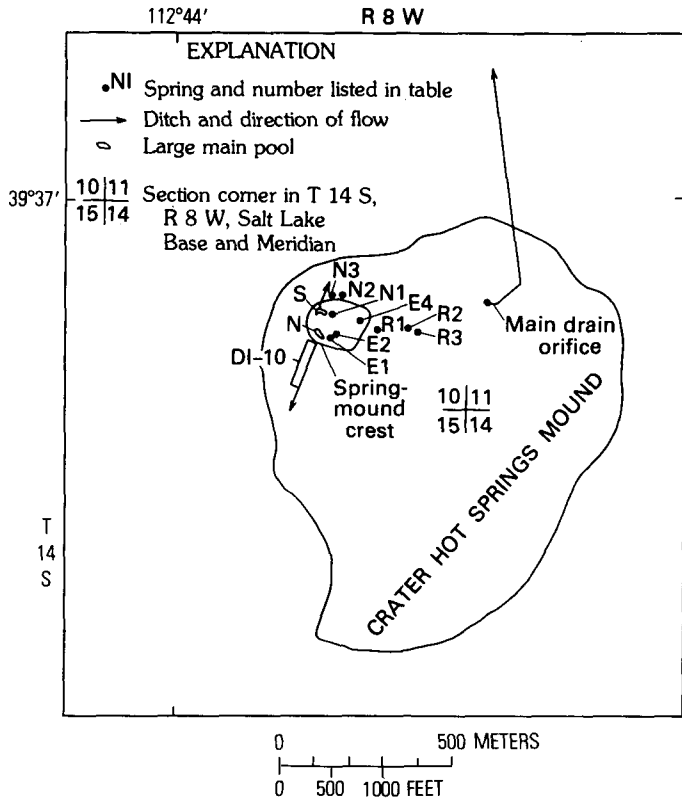 112°44'
R 8 W
EXPLANATION
•N1 Spring and number listed in table
Ditch and direction of flow
Large main pool
39°37'
10 11
15 14
Section corner in T 14 S,
R 8 W, Salt Lake
Base and Meridian
N3
N2
N1
S
E4
R2
N
R1
R3
E2
E1
DI-10
Main drain
orifice
Spring-
mound
crest
10 11
15 14
CRATER HOT SPRINGS MOUND
T
14
S
0 500 METERS
0 500 1000 FEET